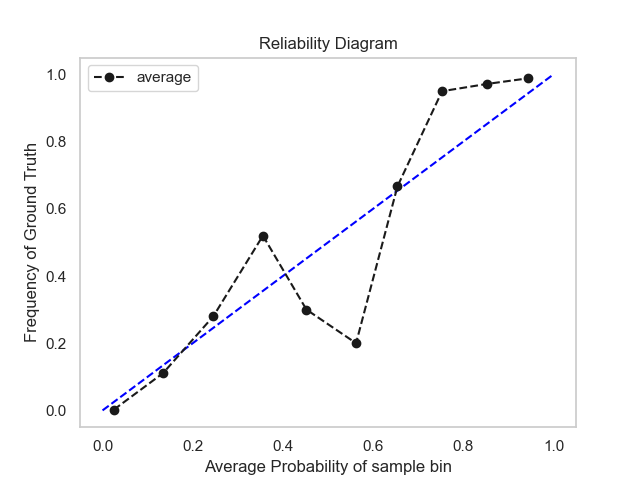 Reliability Diagram
average
Frequency of Ground Truth
1.0
0.8
0.6
0.4
0.2
0.0
0.0 0.2 0.4 0.6 0.8 1.0
Average Probability of sample bin